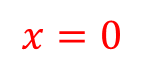 x = 0